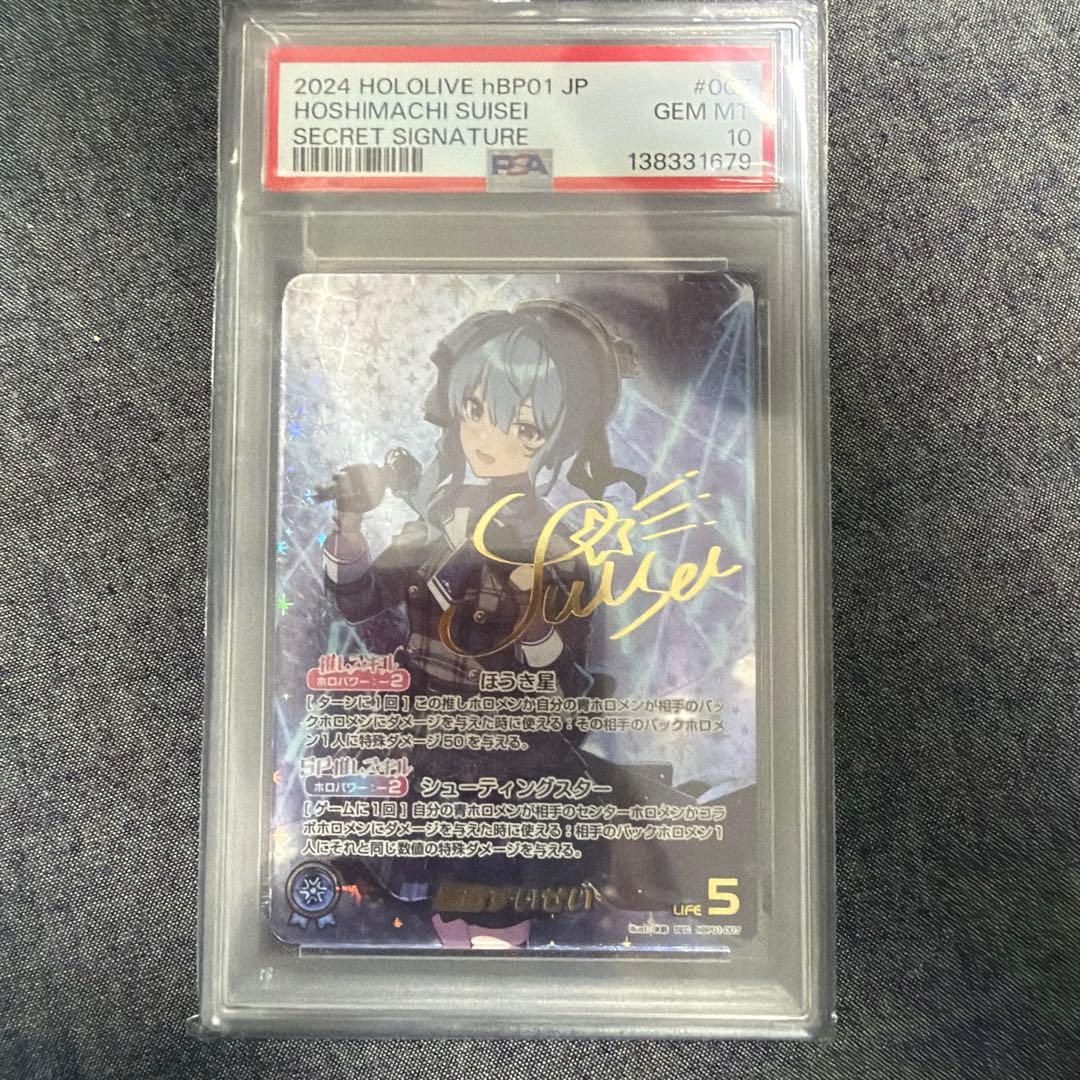 2024 HOLOLIVE hBP01 JP #007
HOSHIMACHI SUISEI GEM MT
SECRET SIGNATURE 10
PSA 138331679
Suisei
推しスキル
ホロパワー：-2 ほうき星
[ターンに1回] この推しホロメンか自分の青ホロメンが相手のバッ
クホロメンにダメージを与えた時に使える：その相手のバックホロメ
ン1人に特殊ダメージ50を与える。
SP推しスキル
ホロパワー：-2 シューティングスター
[ゲームに1回] 自分の青ホロメンが相手のセンターホロメンかコラ
ボホロメンにダメージを与えた時に使える：相手のバックホロメン1
人にそれと同じ数値の特殊ダメージを与える。
すいせい
LIFE 5
SEC hBP01-007